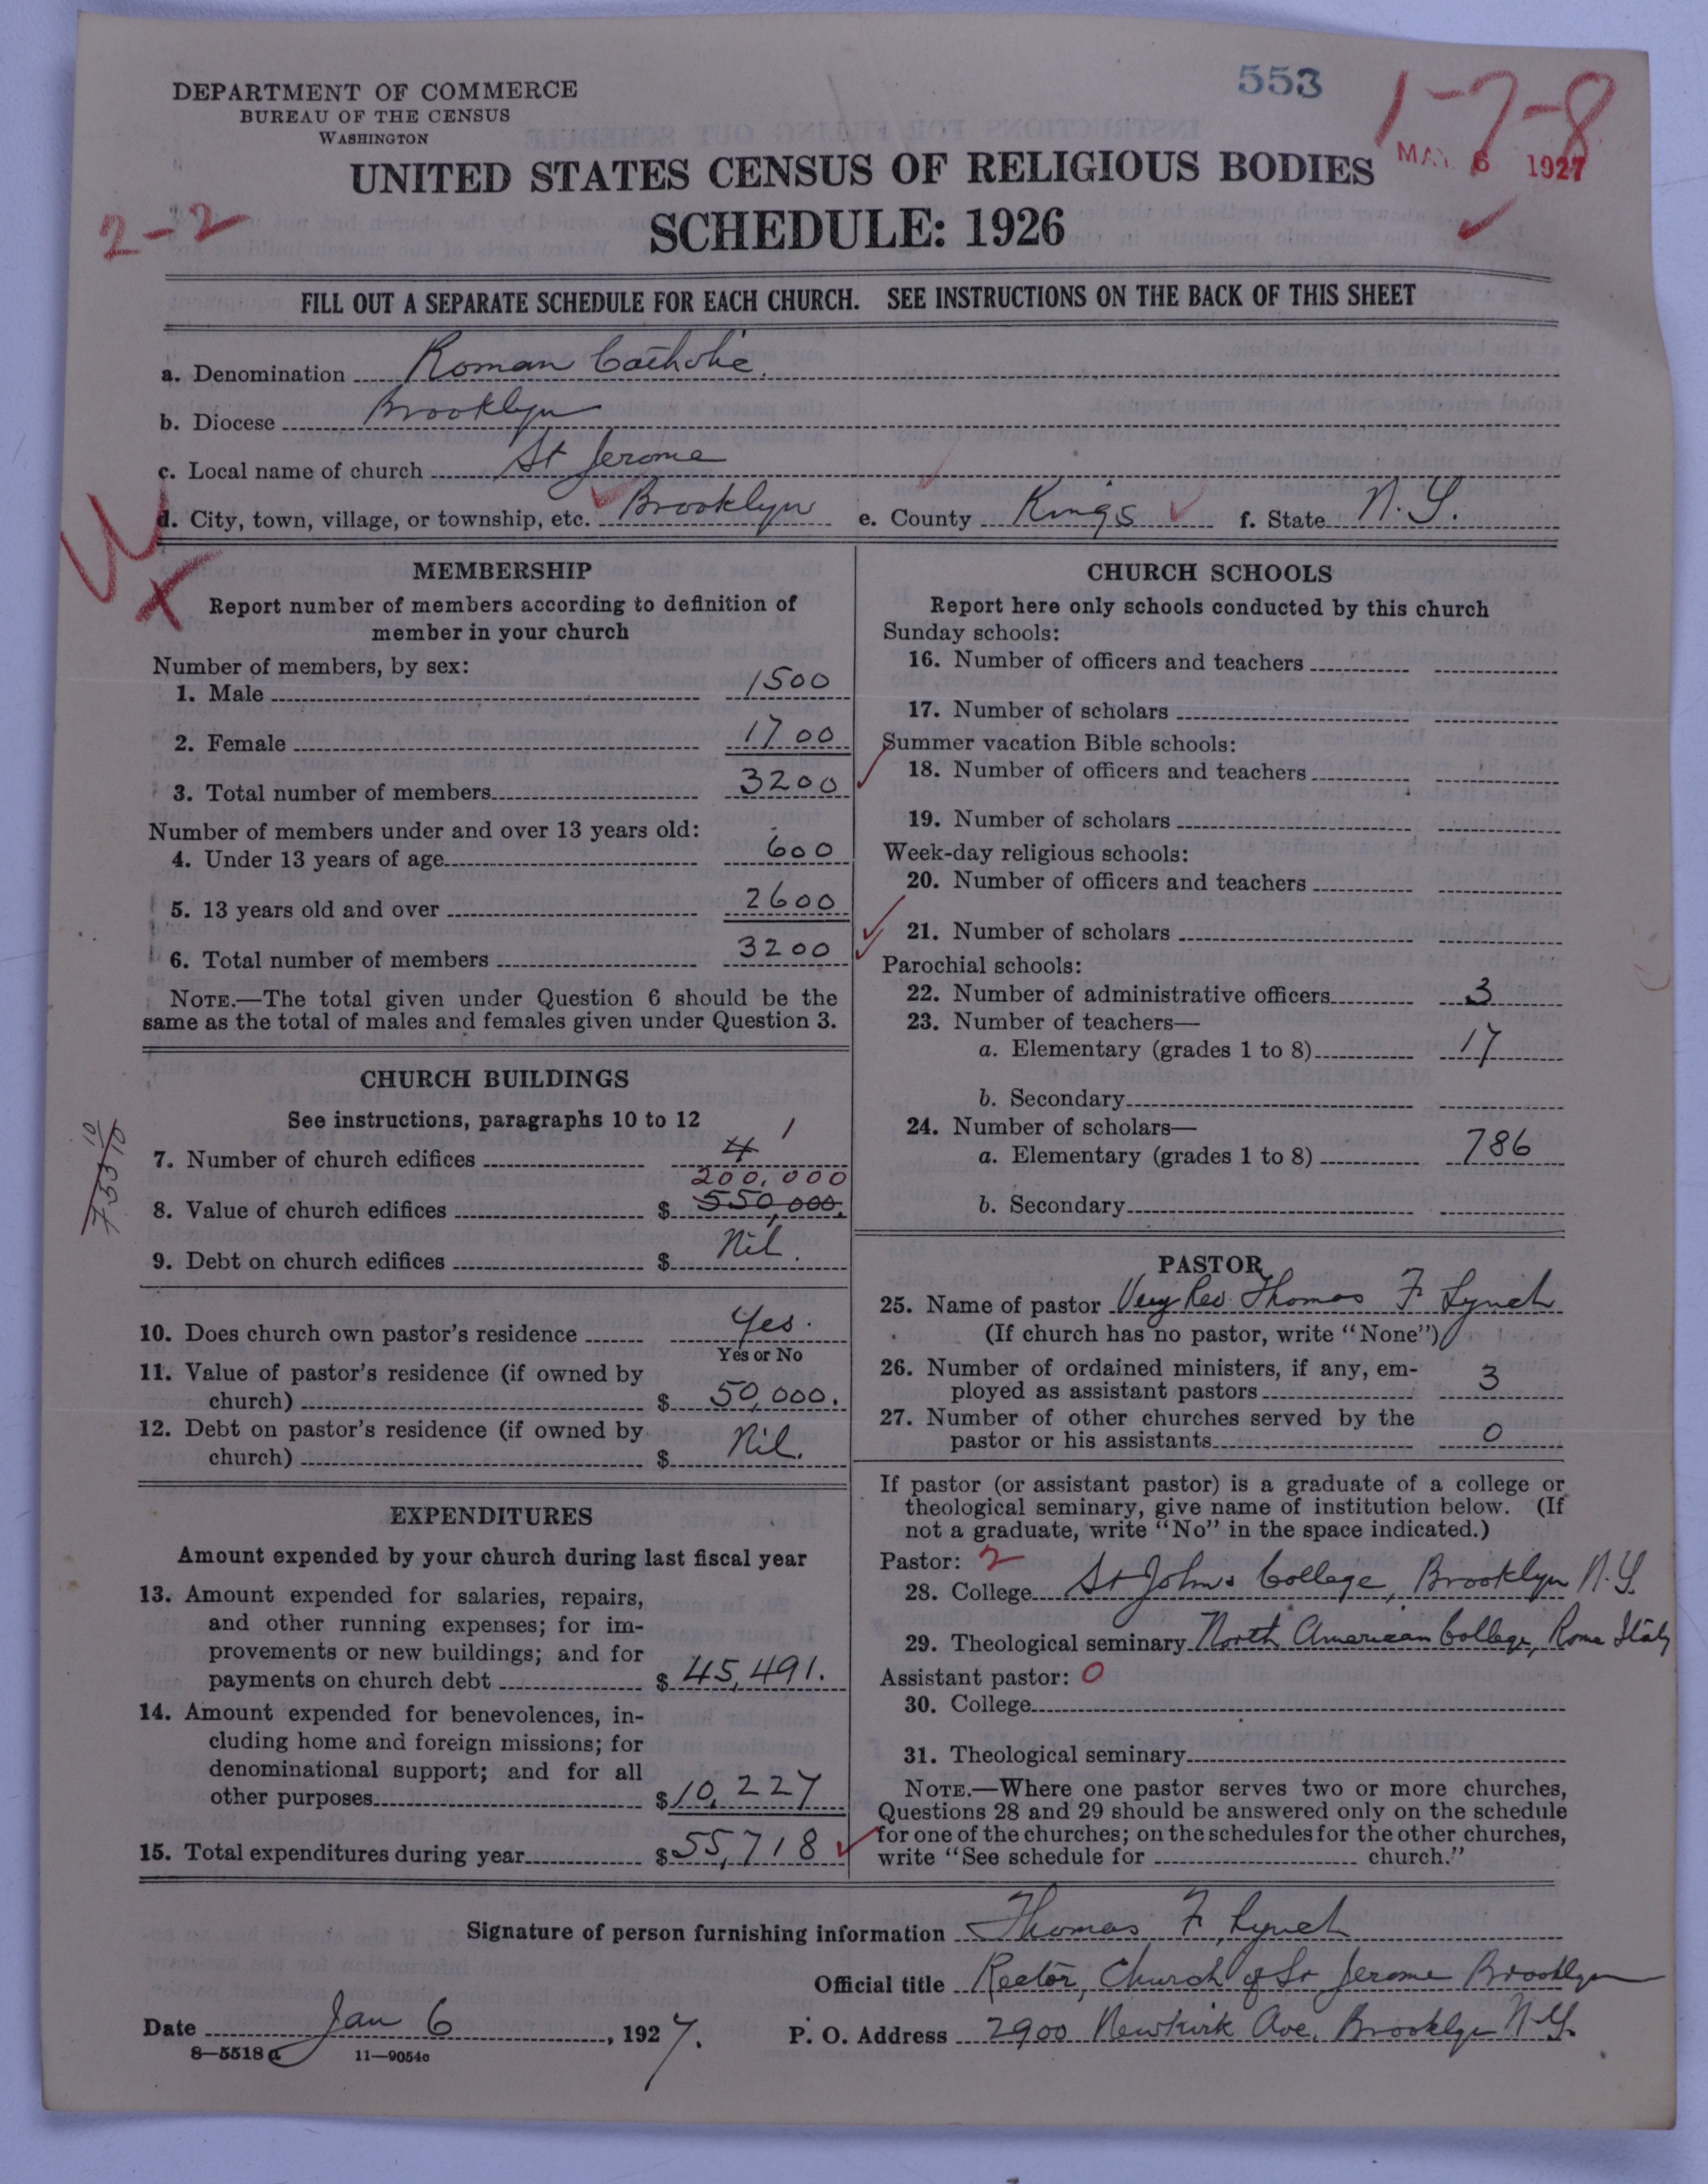 553
1-7-8
DEPARTMENT OF COMMERCE
BUREAU OF THE CENSUS
WASHINGTON
MAY 6 1927
UNITED STATES CENSUS OF RELIGIOUS BODIES
2-2
SCHEDULE: 1926
FILL OUT A SEPARATE SCHEDULE FOR EACH CHURCH. SEE INSTRUCTIONS ON THE BACK OF THIS SHEET
a. Denomination Roman Catholic.
b. Diocese Brooklyn
c. Local name of church St Jerome
d. City, town, village, or township, etc. Brooklyn e. County Kings f. State N.Y.
MEMBERSHIP
Report number of members according to definition of
member in your church
Number of members, by sex:
1. Male 1500
2. Female 1700
3. Total number of members 3200
Number of members under and over 13 years old:
4. Under 13 years of age 600
5. 13 years old and over 2600
6. Total number of members 3200
NOTE.—The total given under Question 6 should be the
same as the total of males and females given under Question 3.
CHURCH BUILDINGS
See instructions, paragraphs 10 to 12
7. Number of church edifices 4 1
200,000
8. Value of church edifices $ 550,000.
9. Debt on church edifices $ Nil.
10. Does church own pastor's residence Yes.
Yes or No
11. Value of pastor's residence (if owned by
church) $ 50,000.
12. Debt on pastor's residence (if owned by
church) $ Nil.
EXPENDITURES
Amount expended by your church during last fiscal year
13. Amount expended for salaries, repairs,
and other running expenses; for im-
provements or new buildings; and for
payments on church debt $ 45,491.
14. Amount expended for benevolences, in-
cluding home and foreign missions; for
denominational support; and for all
other purposes $ 10,227
15. Total expenditures during year $ 55,718
CHURCH SCHOOLS
Report here only schools conducted by this church
Sunday schools:
16. Number of officers and teachers
17. Number of scholars
Summer vacation Bible schools:
18. Number of officers and teachers
19. Number of scholars
Week-day religious schools:
20. Number of officers and teachers
21. Number of scholars
Parochial schools:
22. Number of administrative officers 3
23. Number of teachers—
a. Elementary (grades 1 to 8) 17
b. Secondary
24. Number of scholars—
a. Elementary (grades 1 to 8) 786
b. Secondary
PASTOR
25. Name of pastor Very Rev. Thomas F Lynch
(If church has no pastor, write "None")
26. Number of ordained ministers, if any, em-
ployed as assistant pastors 3
27. Number of other churches served by the
pastor or his assistants 0
If pastor (or assistant pastor) is a graduate of a college or
theological seminary, give name of institution below. (If
not a graduate, write "No" in the space indicated.)
Pastor: 2
28. College St Johns College, Brooklyn N.Y.
29. Theological seminary North American College, Rome Italy
Assistant pastor: 0
30. College
31. Theological seminary
NOTE.—Where one pastor serves two or more churches,
Questions 28 and 29 should be answered only on the schedule
for one of the churches; on the schedules for the other churches,
write "See schedule for church."
Signature of person furnishing information Thomas F. Lynch
Official title Rector, Church of St Jerome Brooklyn
Date Jan 6, 1927. P. O. Address 2900 Newkirk Ave. Brooklyn N.Y.
8—5518 a 11—9054c